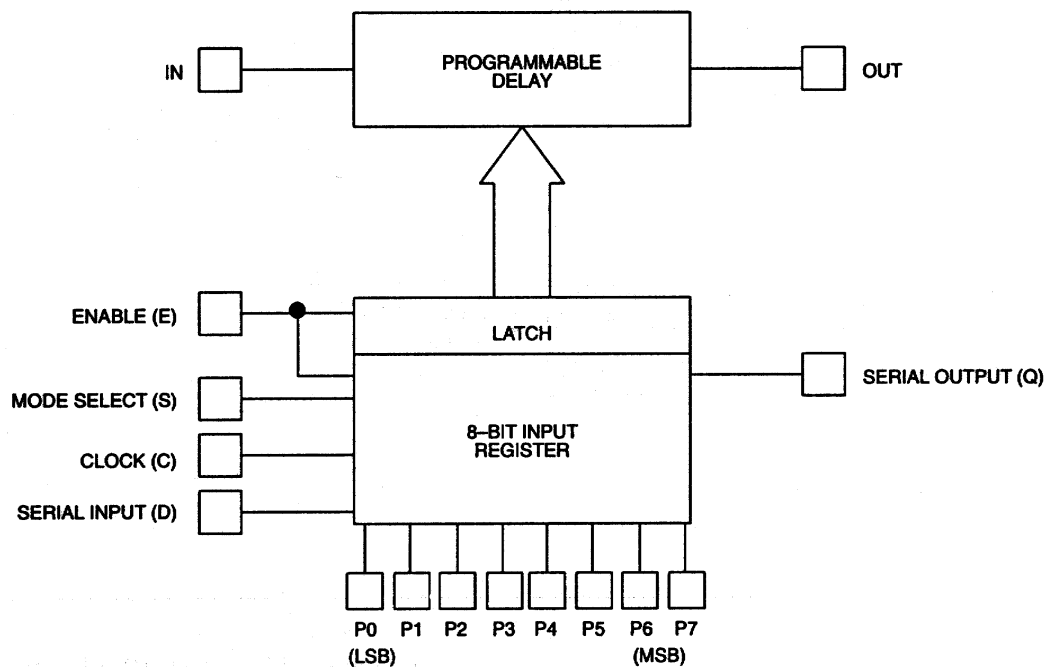 IN
PROGRAMMABLE
DELAY
OUT
ENABLE (E)
LATCH
MODE SELECT (S)
SERIAL OUTPUT (Q)
8–BIT INPUT
REGISTER
CLOCK (C)
SERIAL INPUT (D)
P0 P1 P2 P3 P4 P5 P6 P7
(LSB) (MSB)